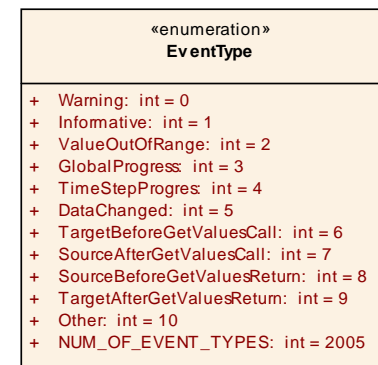 «enumeration»
EventType
+ Warning: int = 0
+ Informative: int = 1
+ ValueOutOfRange: int = 2
+ GlobalProgress: int = 3
+ TimeStepProgres: int = 4
+ DataChanged: int = 5
+ TargetBeforeGetValuesCall: int = 6
+ SourceAfterGetValuesCall: int = 7
+ SourceBeforeGetValuesReturn: int = 8
+ TargetAfterGetValuesReturn: int = 9
+ Other: int = 10
+ NUM_OF_EVENT_TYPES: int = 2005